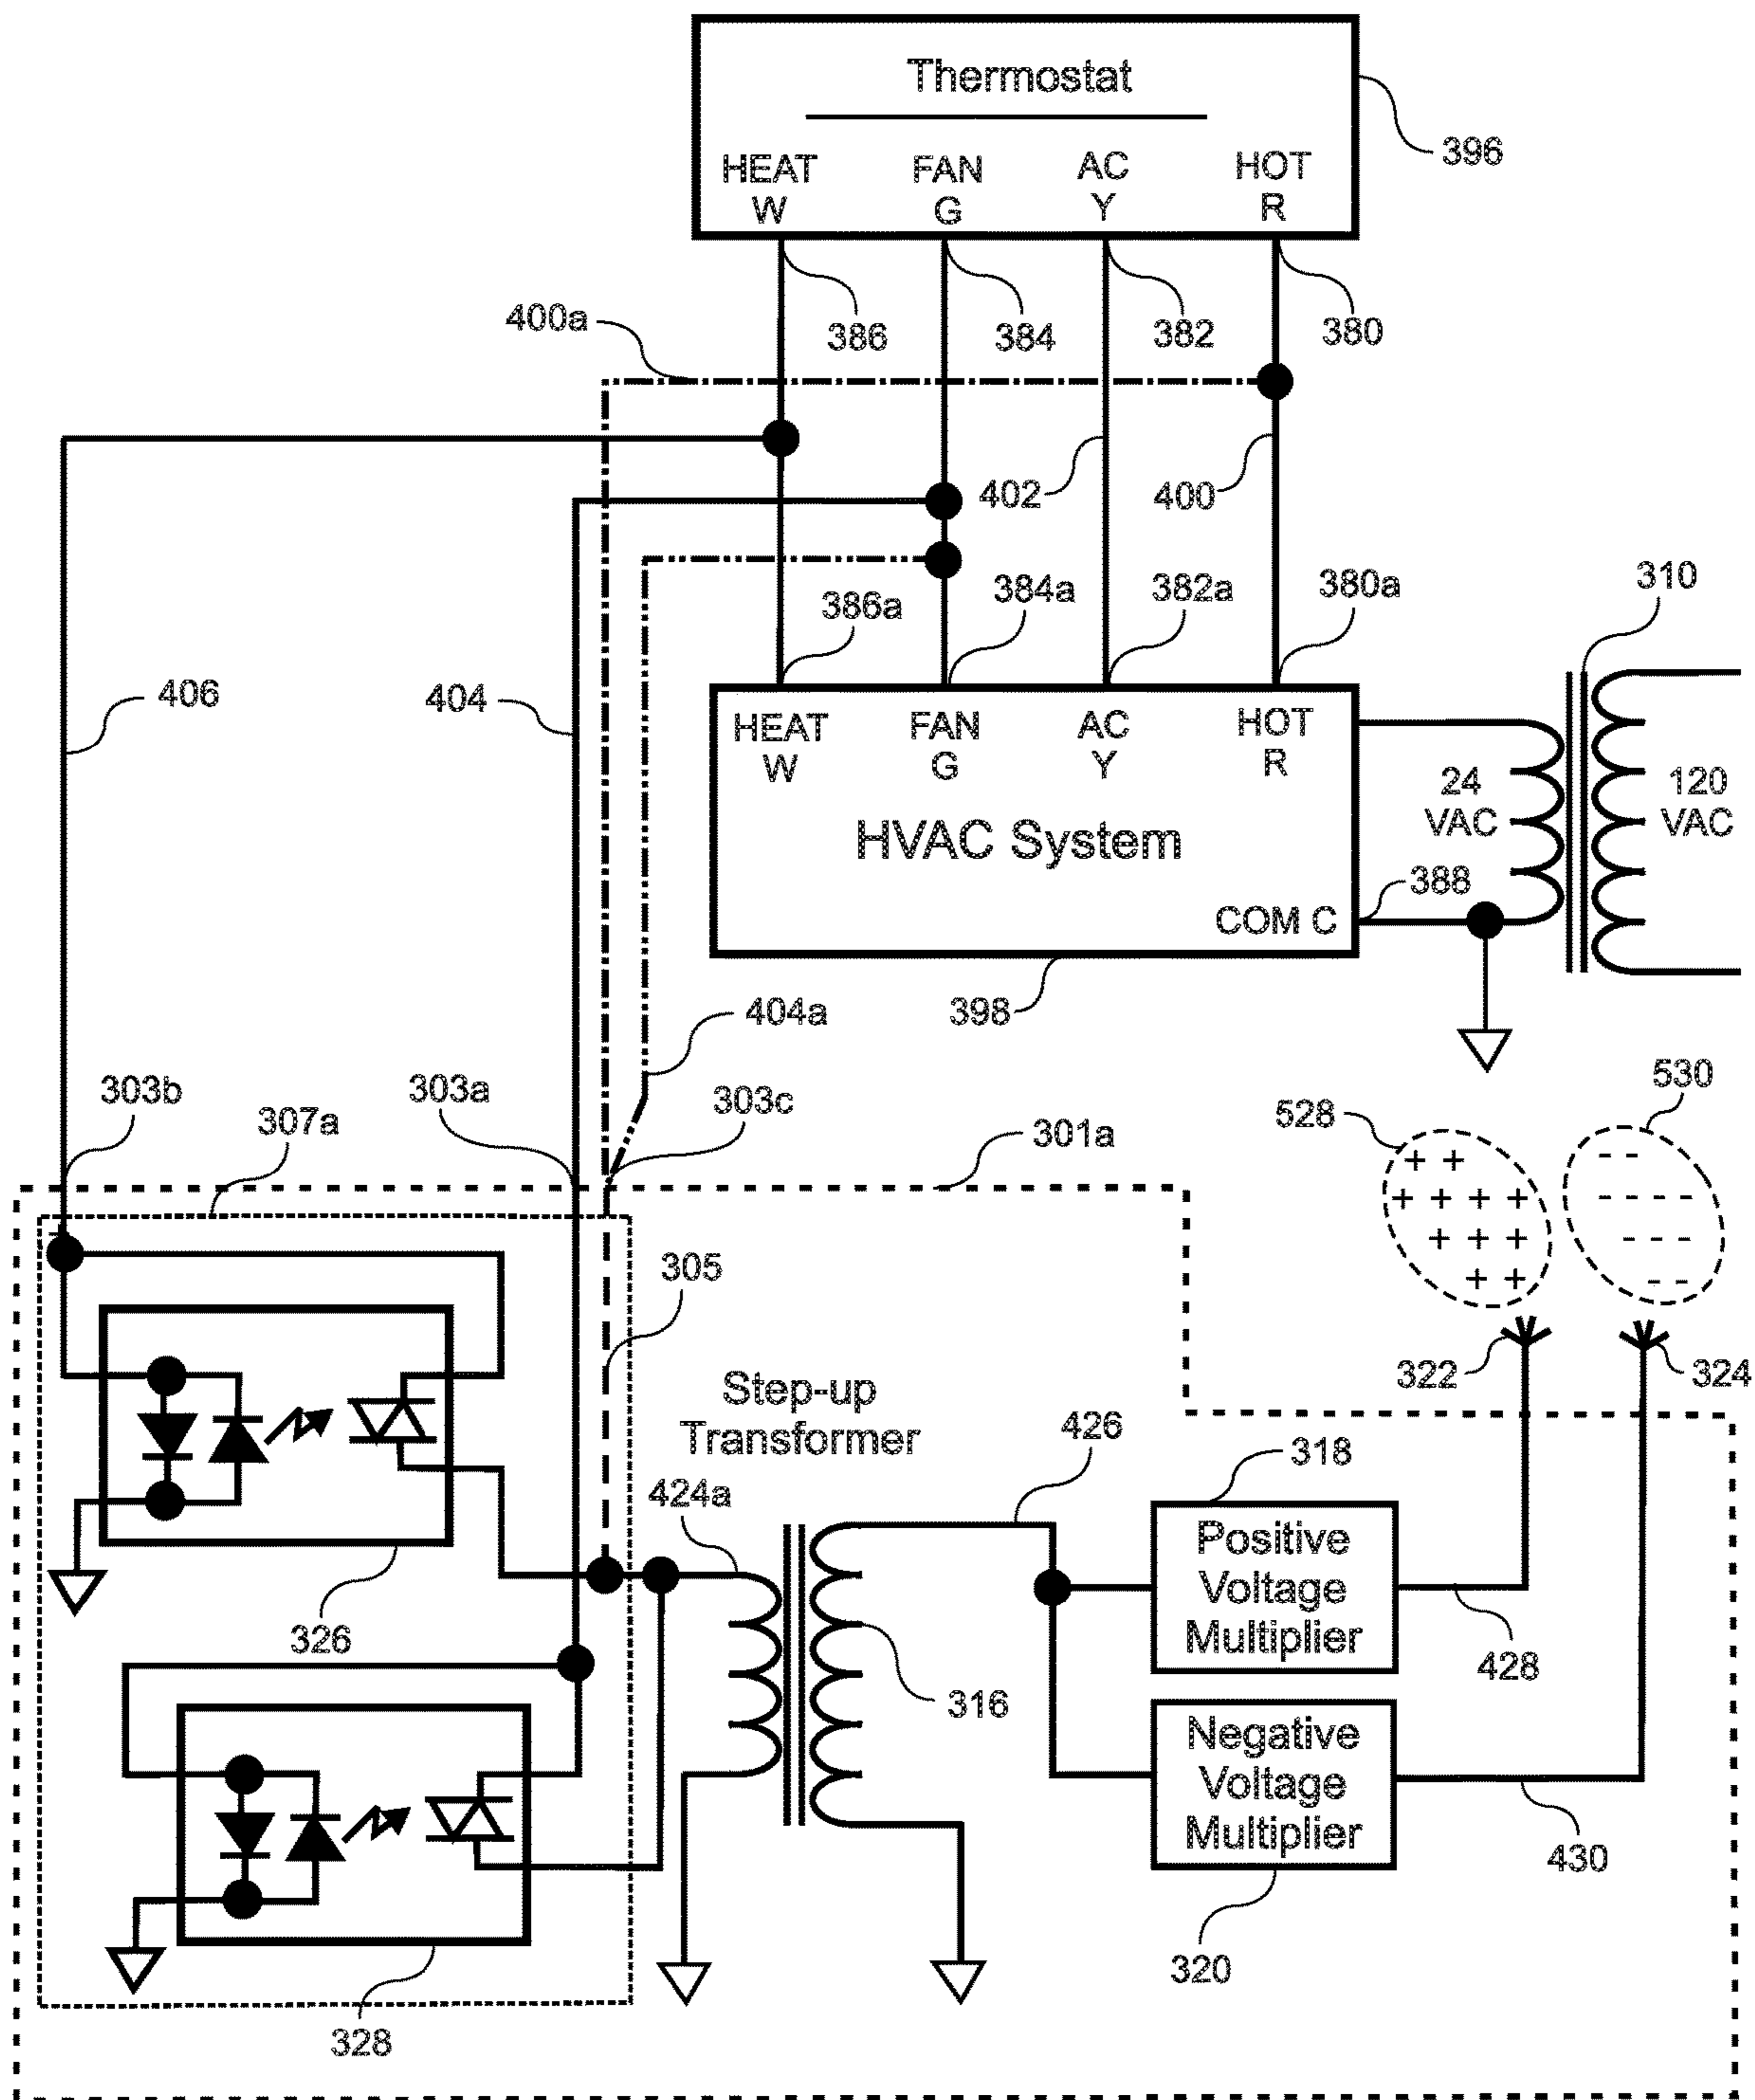 Thermostat
HEAT FAN AC HOT
W G Y R
396
400a
386 384 382 380
402 400
386a 384a 382a 380a 310
406 404
HEAT FAN AC HOT
W G Y R
24 VAC
120 VAC
HVAC System
388
COM C
398
404a
303b 303a 303c
307a 301a
528 530
+ +
+ + + +
+ + +
+ +
- -
- - - -
- - -
- -
305
322 324
Step-up
Transformer
426 318
424a
Positive
Voltage
Multiplier
428
326
316
Negative
Voltage
Multiplier
430
320
328